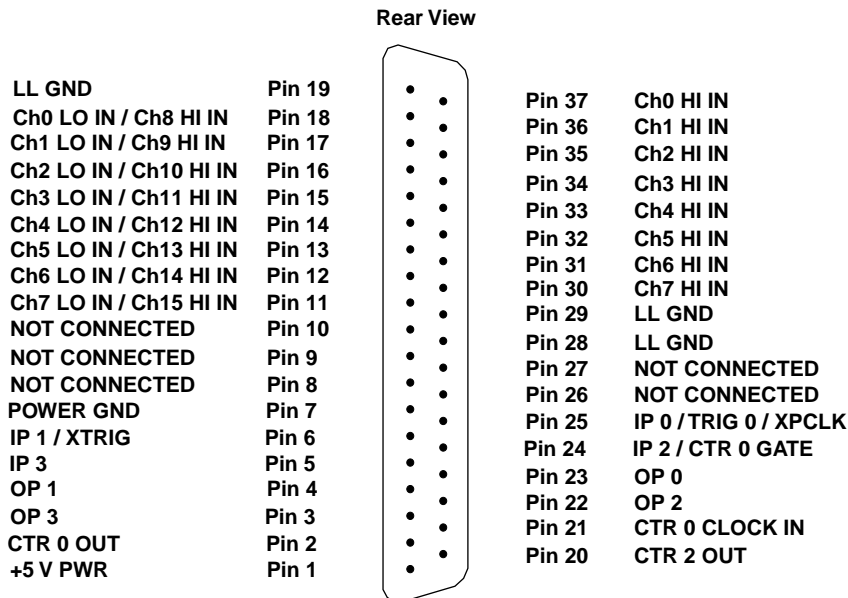 Rear View
LL GND Pin 19
Ch0 LO IN / Ch8 HI IN Pin 18
Ch1 LO IN / Ch9 HI IN Pin 17
Ch2 LO IN / Ch10 HI IN Pin 16
Ch3 LO IN / Ch11 HI IN Pin 15
Ch4 LO IN / Ch12 HI IN Pin 14
Ch5 LO IN / Ch13 HI IN Pin 13
Ch6 LO IN / Ch14 HI IN Pin 12
Ch7 LO IN / Ch15 HI IN Pin 11
NOT CONNECTED Pin 10
NOT CONNECTED Pin 9
NOT CONNECTED Pin 8
POWER GND Pin 7
IP 1 / XTRIG Pin 6
IP 3 Pin 5
OP 1 Pin 4
OP 3 Pin 3
CTR 0 OUT Pin 2
+5 V PWR Pin 1
Pin 37 Ch0 HI IN
Pin 36 Ch1 HI IN
Pin 35 Ch2 HI IN
Pin 34 Ch3 HI IN
Pin 33 Ch4 HI IN
Pin 32 Ch5 HI IN
Pin 31 Ch6 HI IN
Pin 30 Ch7 HI IN
Pin 29 LL GND
Pin 28 LL GND
Pin 27 NOT CONNECTED
Pin 26 NOT CONNECTED
Pin 25 IP 0 / TRIG 0 / XPCLK
Pin 24 IP 2 / CTR 0 GATE
Pin 23 OP 0
Pin 22 OP 2
Pin 21 CTR 0 CLOCK IN
Pin 20 CTR 2 OUT